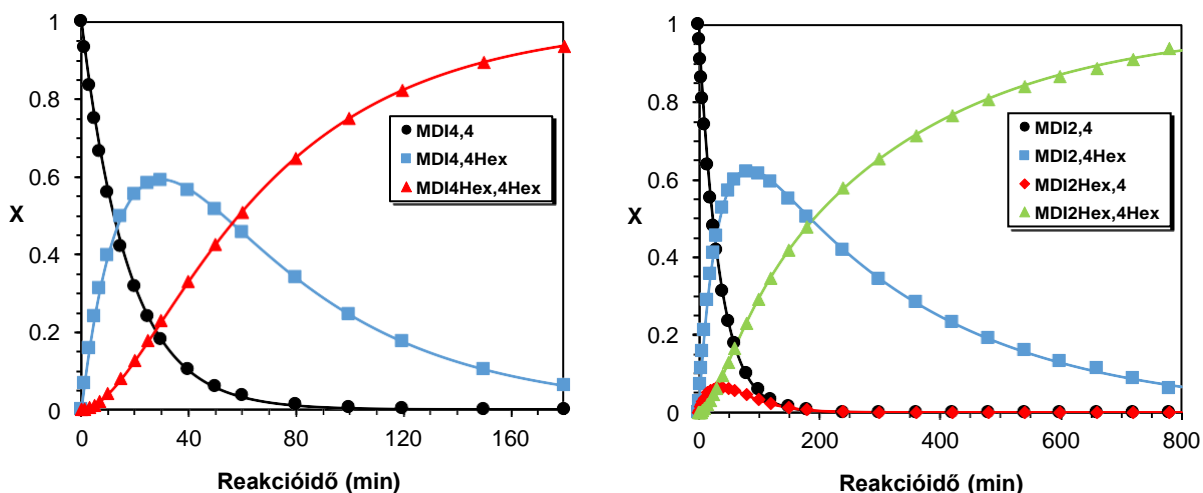 1
0.8
0.6
X
0.4
0.2
0
0 40 80 120 160
Reakcióidő (min)
MDI4,4
MDI4,4Hex
MDI4Hex,4Hex
1
0.8
0.6
X
0.4
0.2
0
0 200 400 600 800
Reakcióidő (min)
MDI2,4
MDI2,4Hex
MDI2Hex,4
MDI2Hex,4Hex